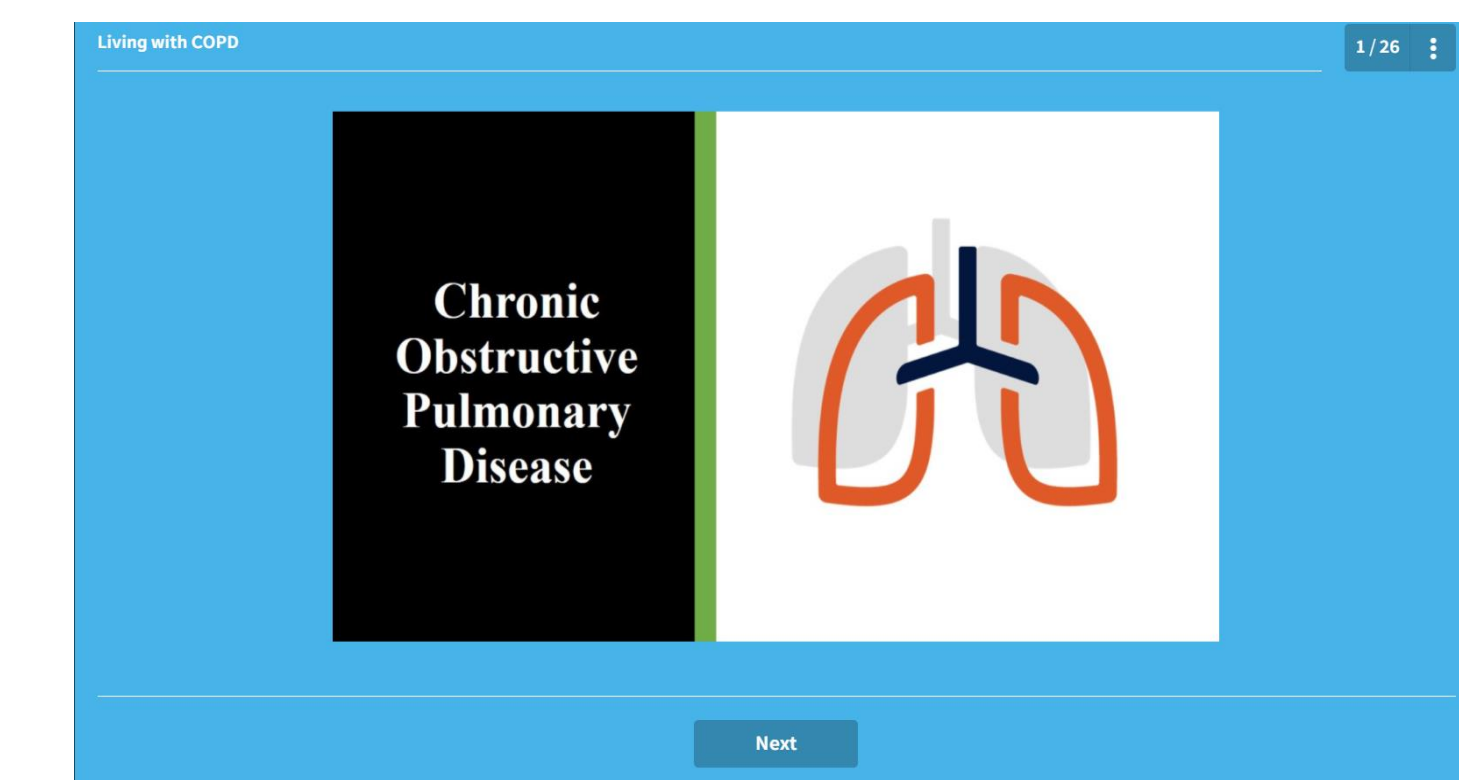 Living with COPD
1 / 26
Chronic
Obstructive
Pulmonary
Disease
Next